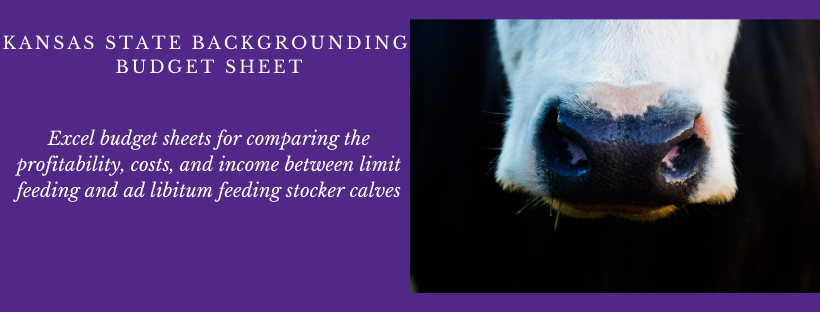 KANSAS STATE BACKGROUNDING
BUDGET SHEET
Excel budget sheets for comparing the
profitability, costs, and income between limit
feeding and ad libitum feeding stocker calves